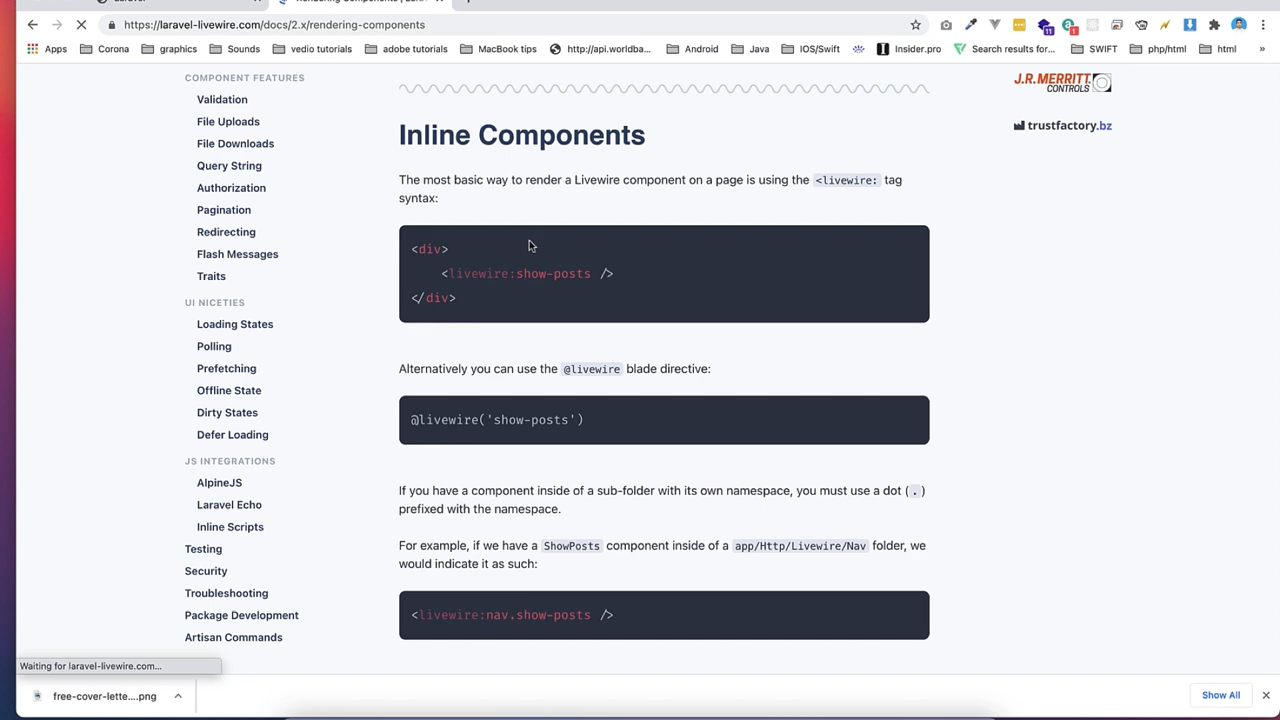 Laravel
Rendering Components |
https://laravel-livewire.com/docs/2.x/rendering-components
Apps
Corona
graphics
Sounds
vedio tutorials
adobe tutorials
MacBook tips
http://api.worldba...
Android
Java
IOS/Swift
Insider.pro
Search results for...
SWIFT
php/html
html
»
COMPONENT FEATURES
Validation
File Uploads
File Downloads
Query String
Authorization
Pagination
Redirecting
Flash Messages
Traits
UI NICETIES
Loading States
Polling
Prefetching
Offline State
Dirty States
Defer Loading
JS INTEGRATIONS
AlpineJS
Laravel Echo
Inline Scripts
Testing
Security
Troubleshooting
Package Development
Artisan Commands
Inline Components
The most basic way to render a Livewire component on a page is using the <livewire: tag
syntax:
<div>
<livewire:show-posts />
</div>
Alternatively you can use the @livewire blade directive:
@livewire('show-posts')
If you have a component inside of a sub-folder with its own namespace, you must use a dot (.)
prefixed with the namespace.
For example, if we have a ShowPosts component inside of a app/Http/Livewire/Nav folder, we
would indicate it as such:
<livewire:nav.show-posts />
J.R.MERRITT
CONTROLS
trustfactory.bz
Waiting for laravel-livewire.com...
free-cover-lette....png
Show All